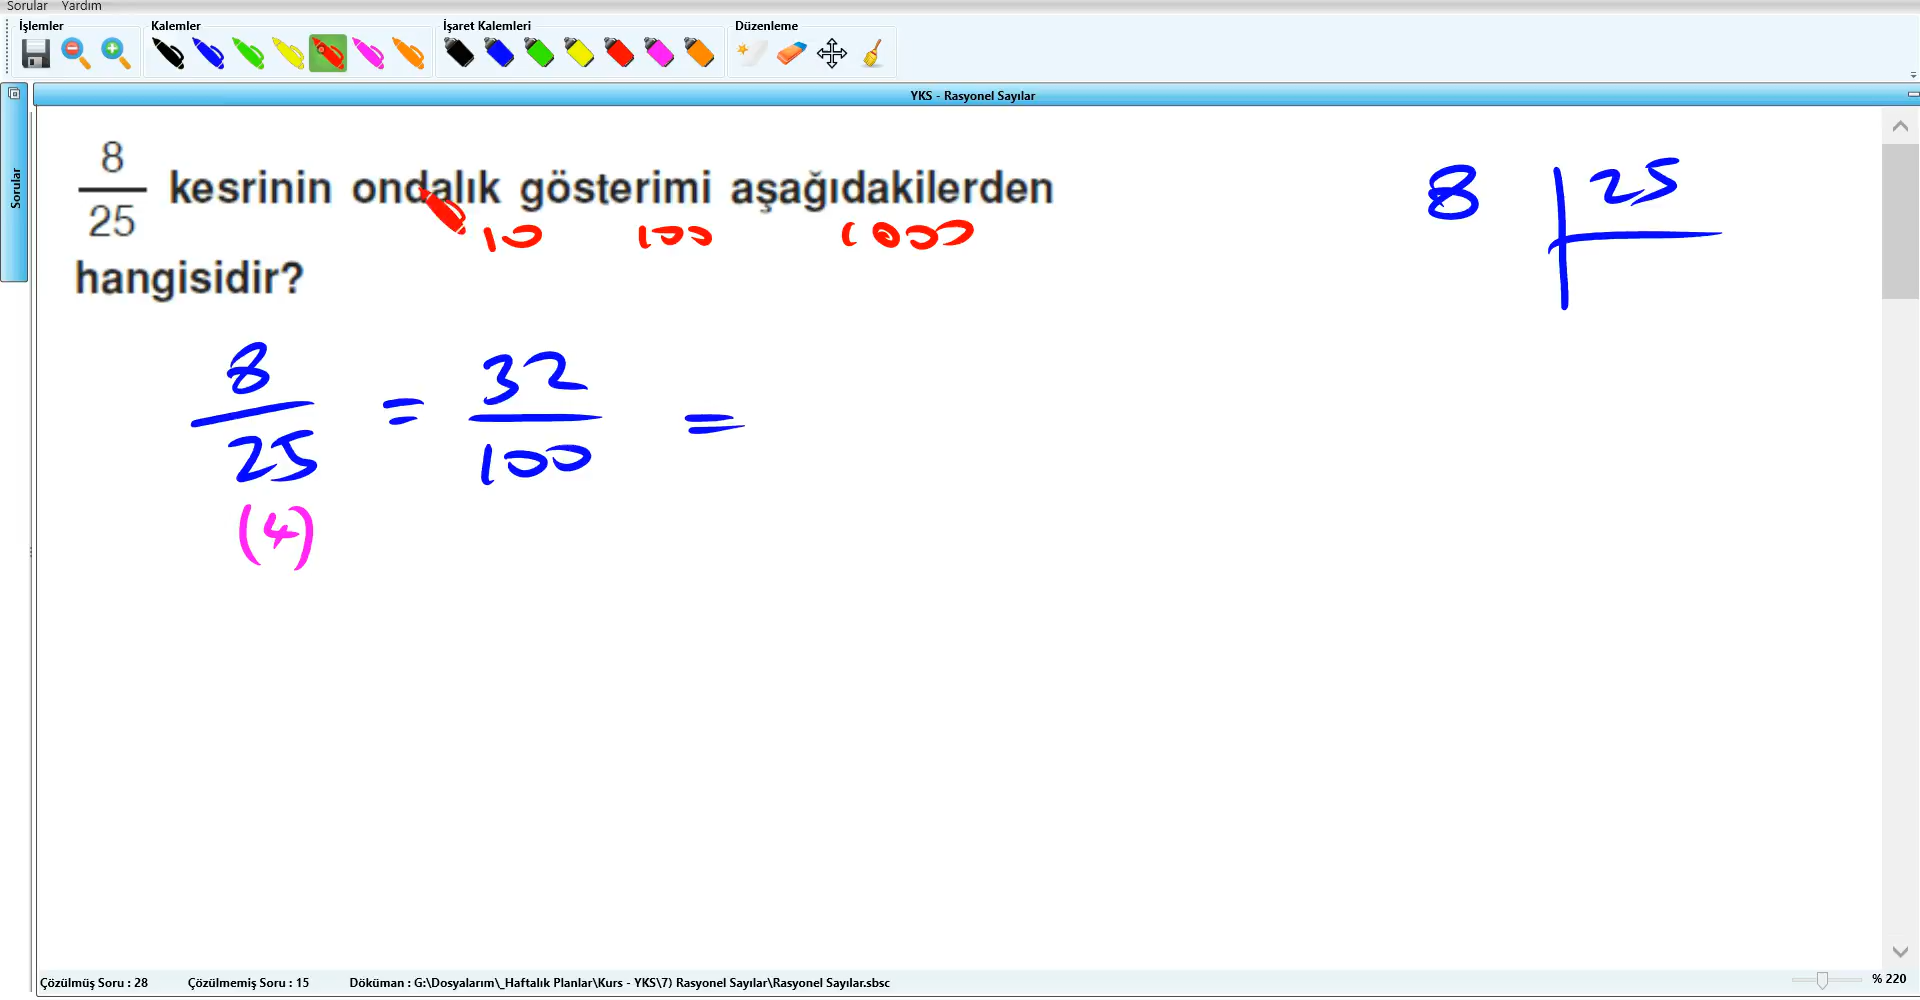 Sorular Yardım
İşlemler Kalemler İşaret Kalemleri Düzenleme
YKS - Rasyonel Sayılar
Sorular
8/25 kesrinin ondalık gösterimi aşağıdakilerden
10 100 1000
hangisidir?
8 25
8/25 = 32/100 =
(4)
Çözülmüş Soru : 28 Çözülmemiş Soru : 15 Döküman : G:\Dosyalarım\_Haftalık Planlar\Kurs - YKS\7) Rasyonel Sayılar\Rasyonel Sayılar.sbsc % 220